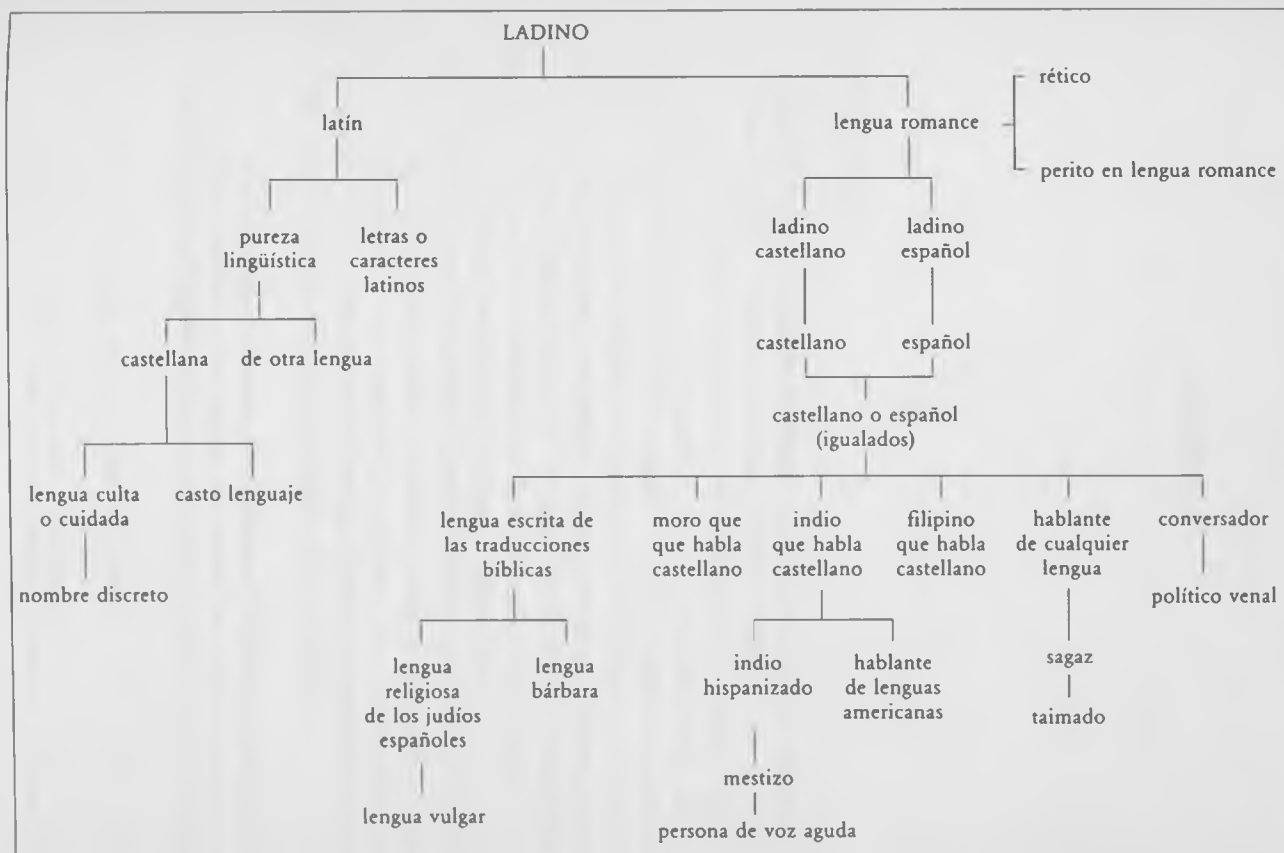 LADINO
latín
lengua romance
rético
perito en lengua romance
pureza
lingüística
letras o
caracteres
latinos
ladino
castellano
ladino
español
castellana
de otra lengua
castellano
español
castellano o español
(igualados)
lengua culta
o cuidada
casto lenguaje
nombre discreto
lengua escrita de
las traducciones
bíblicas
moro que
que habla
castellano
indio
que habla
castellano
filipino
que habla
castellano
hablante
de cualquier
lengua
conversador
político venal
lengua
religiosa
de los judíos
españoles
lengua
bárbara
indio
hispanizado
hablante
de lenguas
americanas
sagaz
taimado
lengua vulgar
mestizo
persona de voz aguda